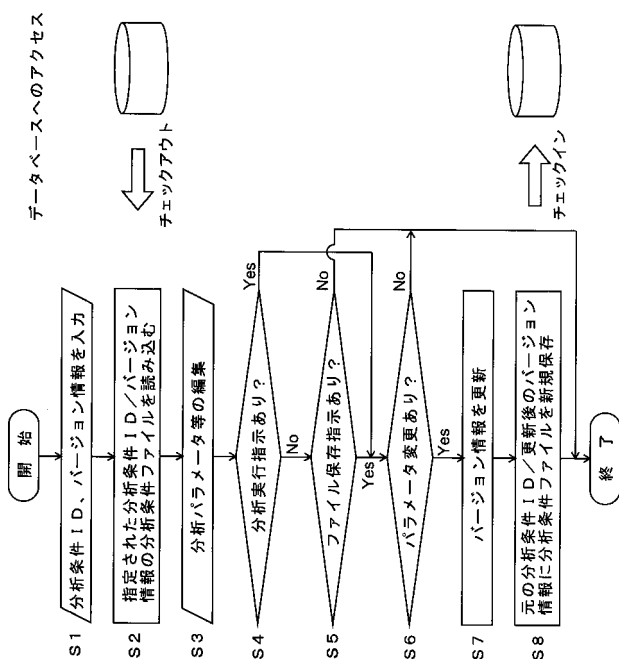 データベースへのアクセス
開始
S1
分析条件ID、バージョン情報を入力
S2
指定された分析条件ID/バージョン
情報の分析条件ファイルを読み込む
チェックアウト
S3
分析パラメータ等の編集
S4
分析実行指示あり?
Yes
No
S5
ファイル保存指示あり?
No
Yes
S6
パラメータ変更あり?
No
Yes
S7
バージョン情報を更新
S8
元の分析条件ID/更新後のバージョン
情報に分析条件ファイルを新規保存
チェックイン
終了